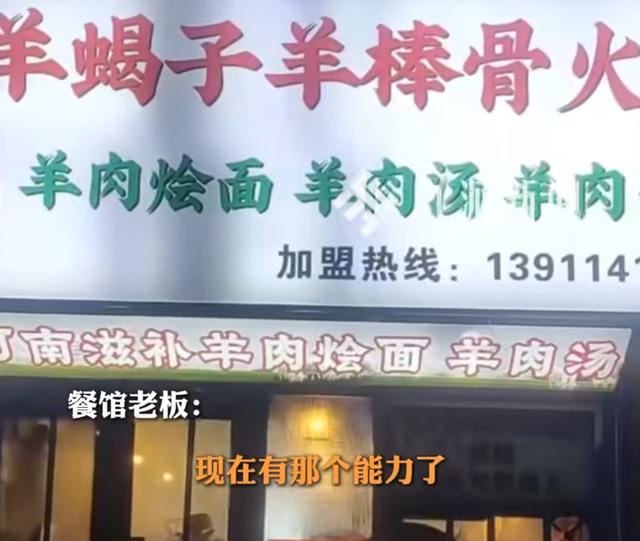 羊蝎子羊棒骨火
羊肉烩面 羊肉汤 羊肉
加盟热线：1391141
河南滋补羊肉烩面 羊肉汤
餐馆老板：
现在有那个能力了